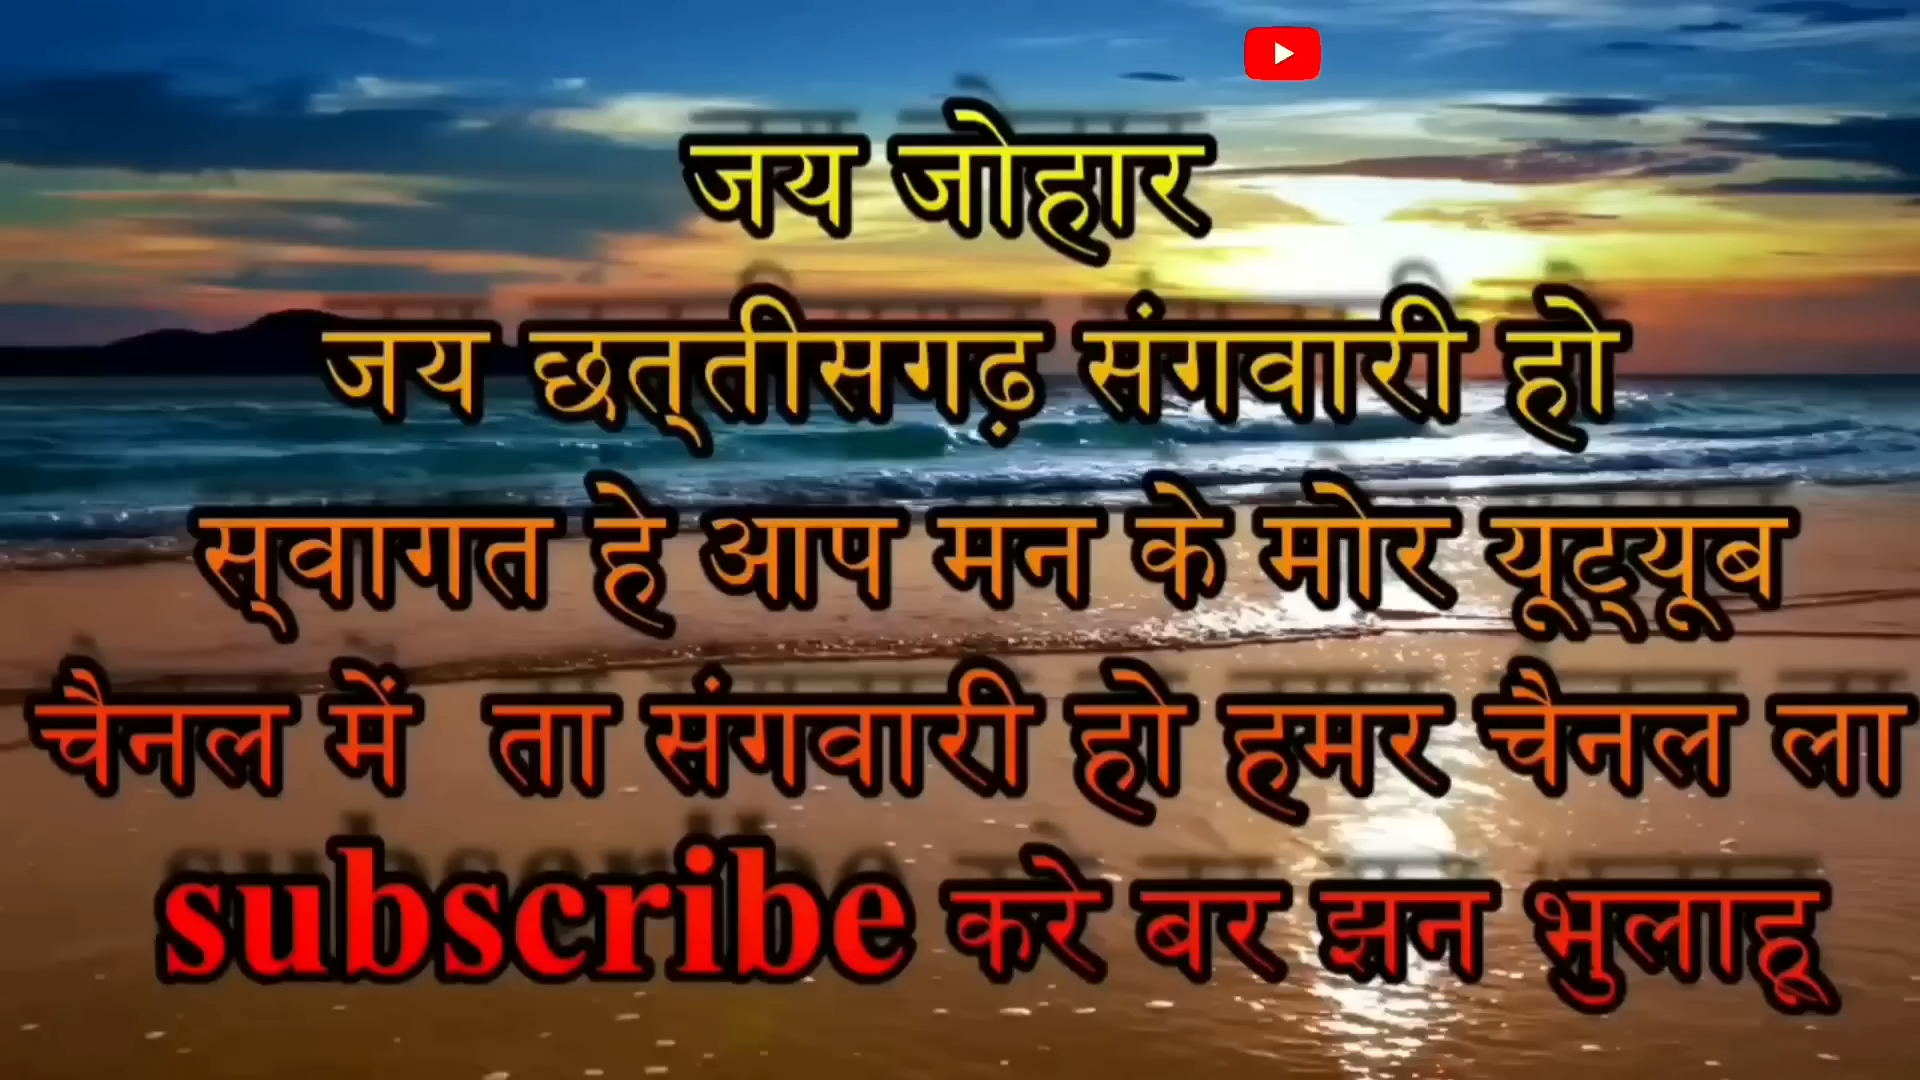 जय जोहार
जय छत्तीसगढ़ संगवारी हो
स्वागत हे आप मन के मोर यूट्यूब
चैनल में ता संगवारी हो हमर चैनल ला
subscribe करे बर झन भुलाहू